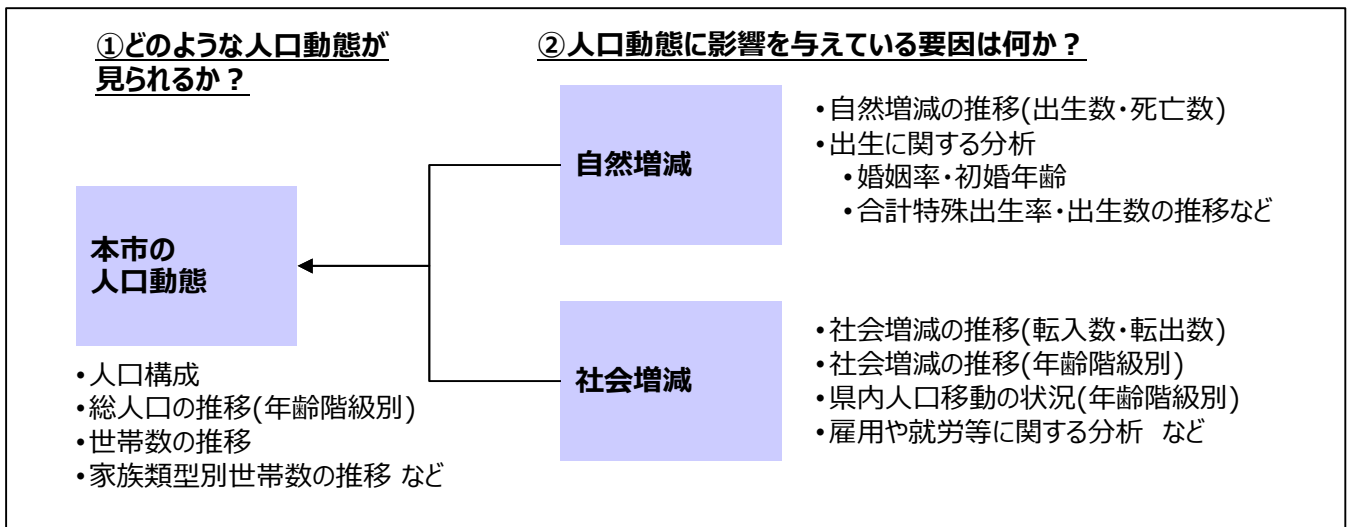 ①どのような人口動態が
見られるか？
本市の
人口動態
•人口構成
•総人口の推移(年齢階級別)
•世帯数の推移
•家族類型別世帯数の推移 など
②人口動態に影響を与えている要因は何か？
自然増減
•自然増減の推移(出生数・死亡数)
•出生に関する分析
•婚姻率・初婚年齢
•合計特殊出生率・出生数の推移など
社会増減
•社会増減の推移(転入数・転出数)
•社会増減の推移(年齢階級別)
•県内人口移動の状況(年齢階級別)
•雇用や就労等に関する分析 など